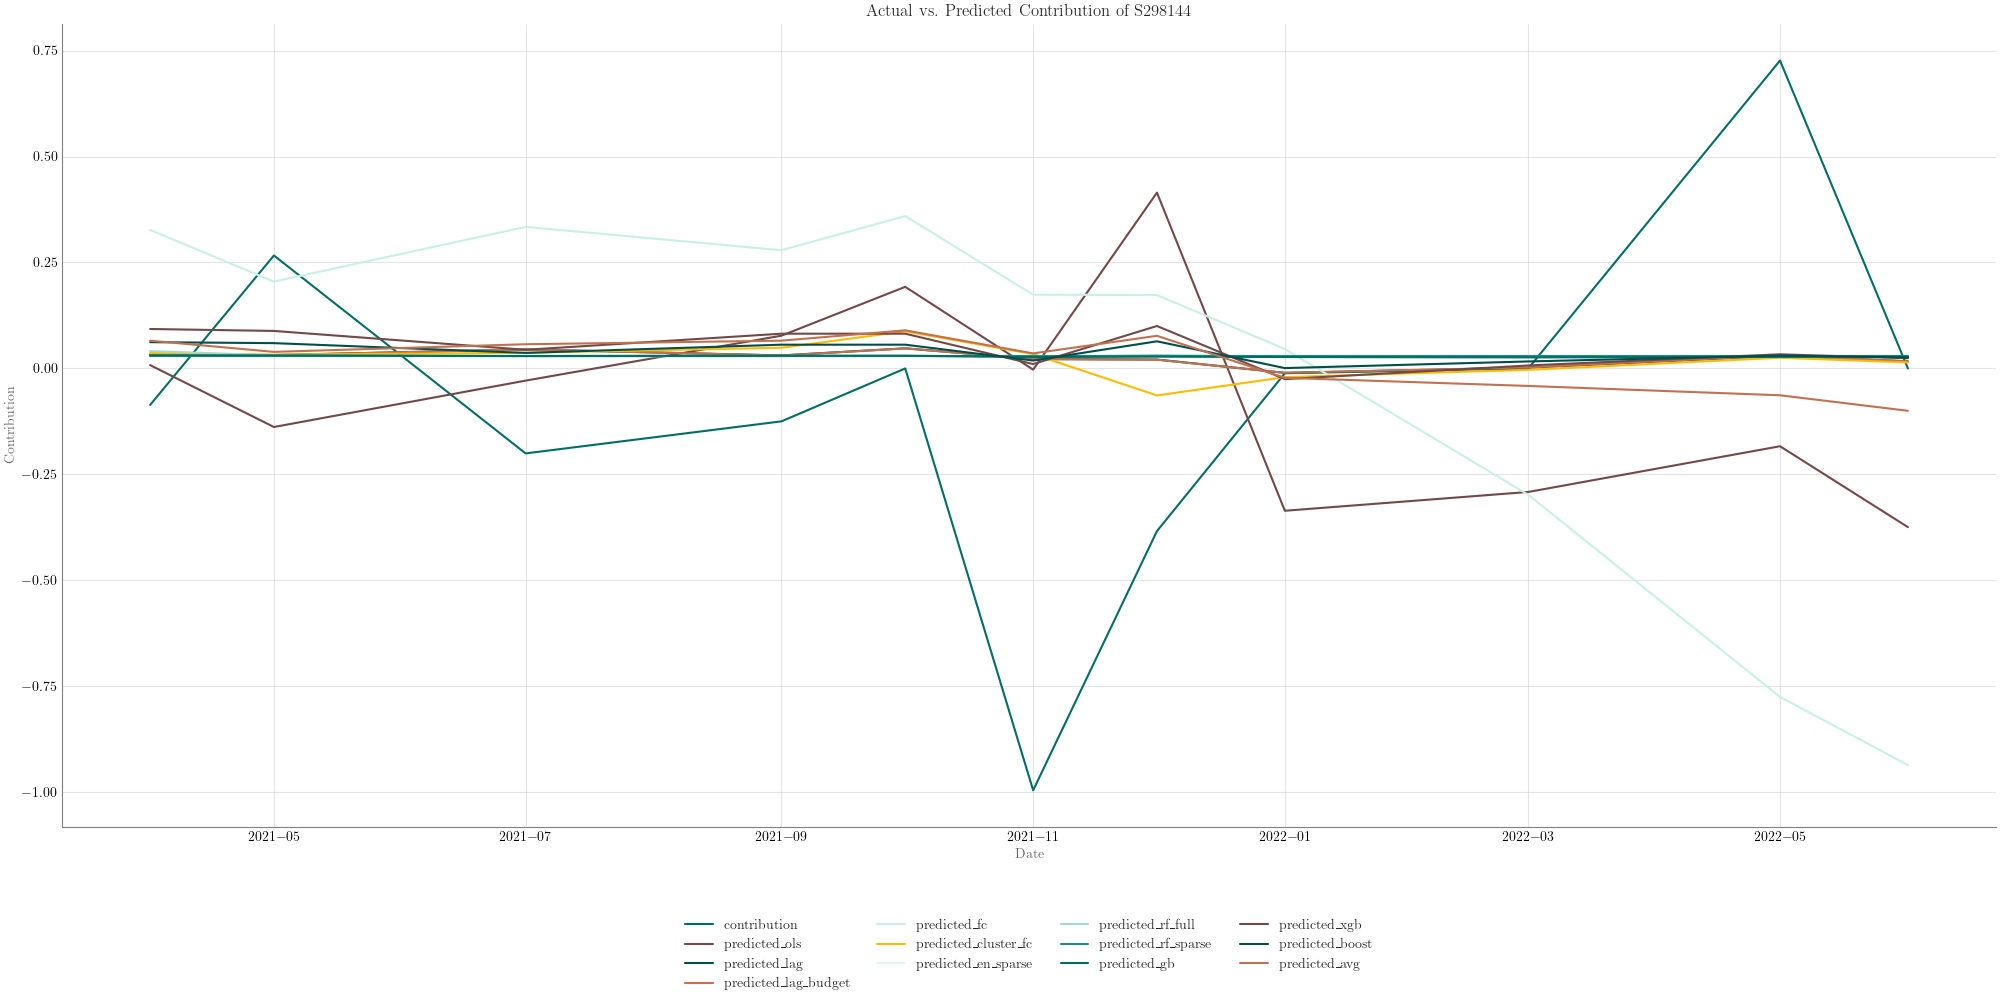 Actual vs. Predicted Contribution of S298144
0.75
0.50
0.25
0.00
−0.25
−0.50
−0.75
−1.00
Contribution
2021−05 2021−07 2021−09 2021−11 2022−01 2022−03 2022−05
Date
contribution predicted_fc predicted_rf_full predicted_xgb
predicted_ols predicted_cluster_fc predicted_rf_sparse predicted_boost
predicted_lag predicted_en_sparse predicted_gb predicted_avg
predicted_lag_budget